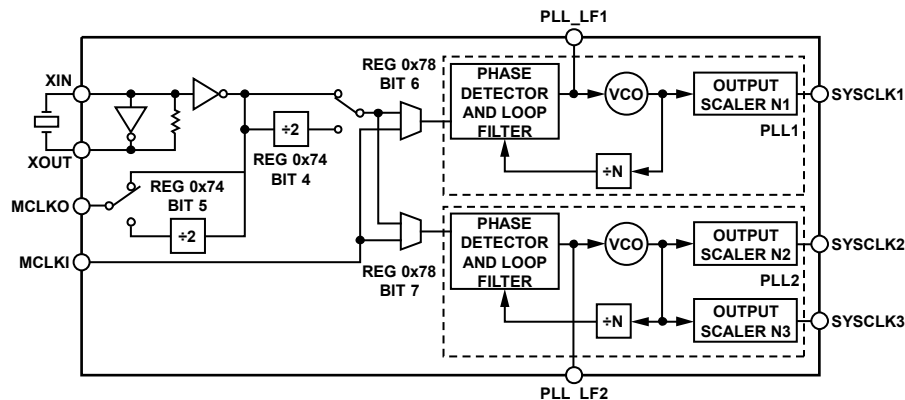 PLL_LF1
REG 0x78
BIT 6
XIN
XOUT
÷2
REG 0x74
BIT 4
MCLKO
REG 0x74
BIT 5
÷2
MCLKI
REG 0x78
BIT 7
PHASE
DETECTOR
AND LOOP
FILTER
VCO
OUTPUT
SCALER N1
PLL1
÷N
SYSCLK1
PHASE
DETECTOR
AND LOOP
FILTER
VCO
OUTPUT
SCALER N2
PLL2
÷N
OUTPUT
SCALER N3
SYSCLK2
SYSCLK3
PLL_LF2